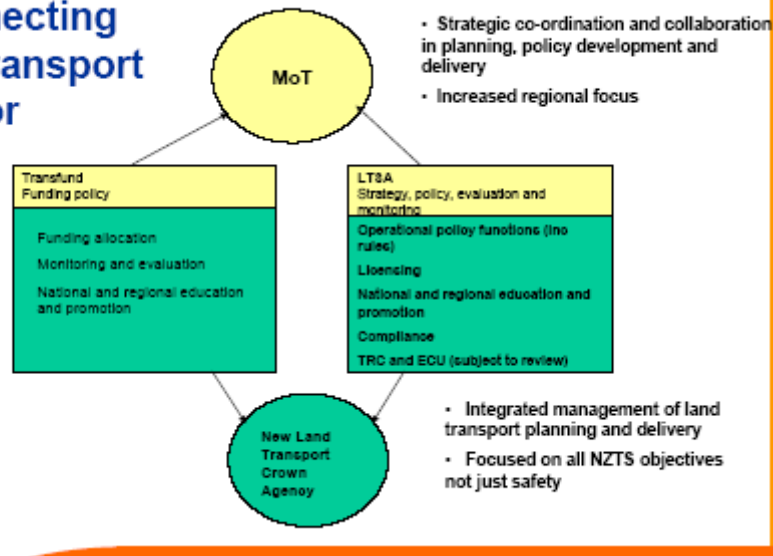 necting
ransport
or
MoT
- Strategic co-ordination and collaboration
in planning, policy development and
delivery
- Increased regional focus
Transfund
Funding policy
Funding allocation
Monitoring and evaluation
National and regional education
and promotion
LTSA
Strategy, policy, evaluation and
monitoring
Operational policy functions (inc
rules)
Licensing
National and regional education and
promotion
Compliance
TRC and ECU (subject to review)
New Land
Transport
Crown
Agency
- Integrated management of land
transport planning and delivery
- Focused on all NZTS objectives
not just safety